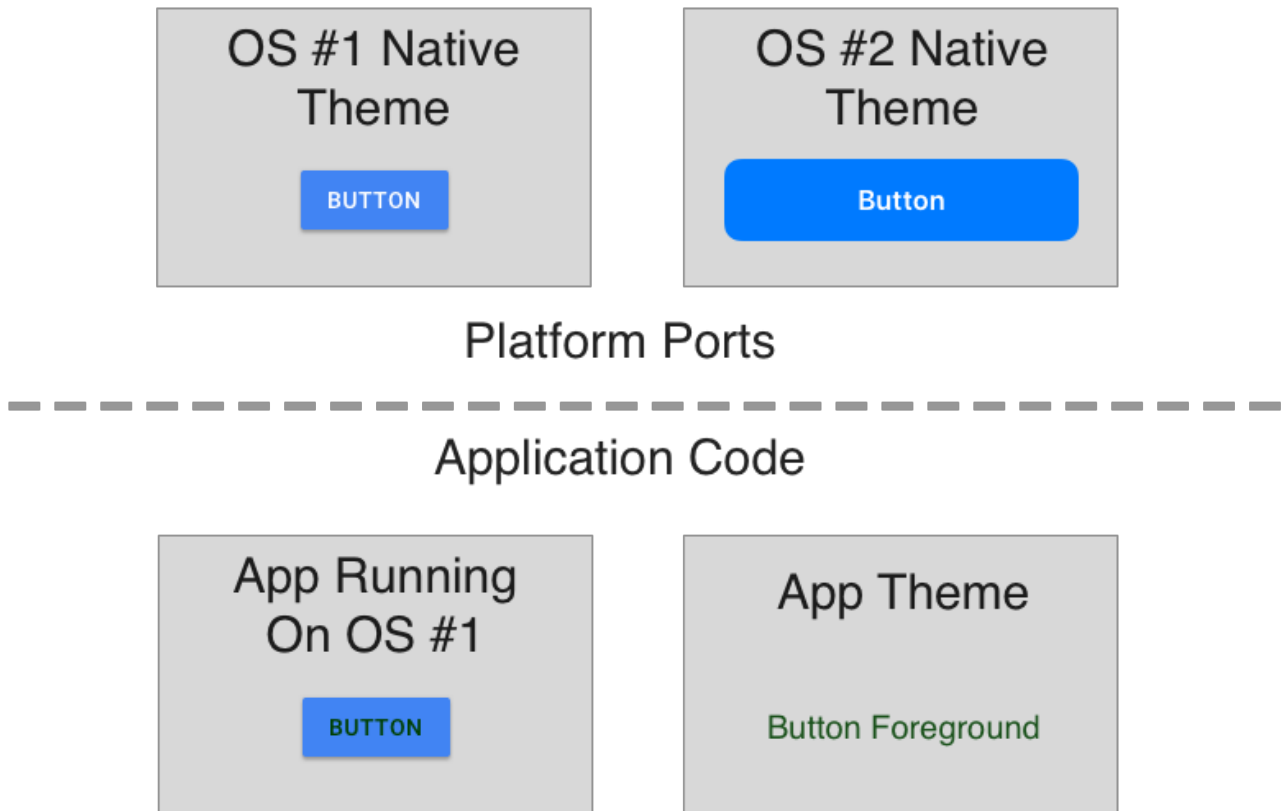 OS #1 Native
Theme
BUTTON
OS #2 Native
Theme
Button
Platform Ports
Application Code
App Running
On OS #1
BUTTON
App Theme
Button Foreground